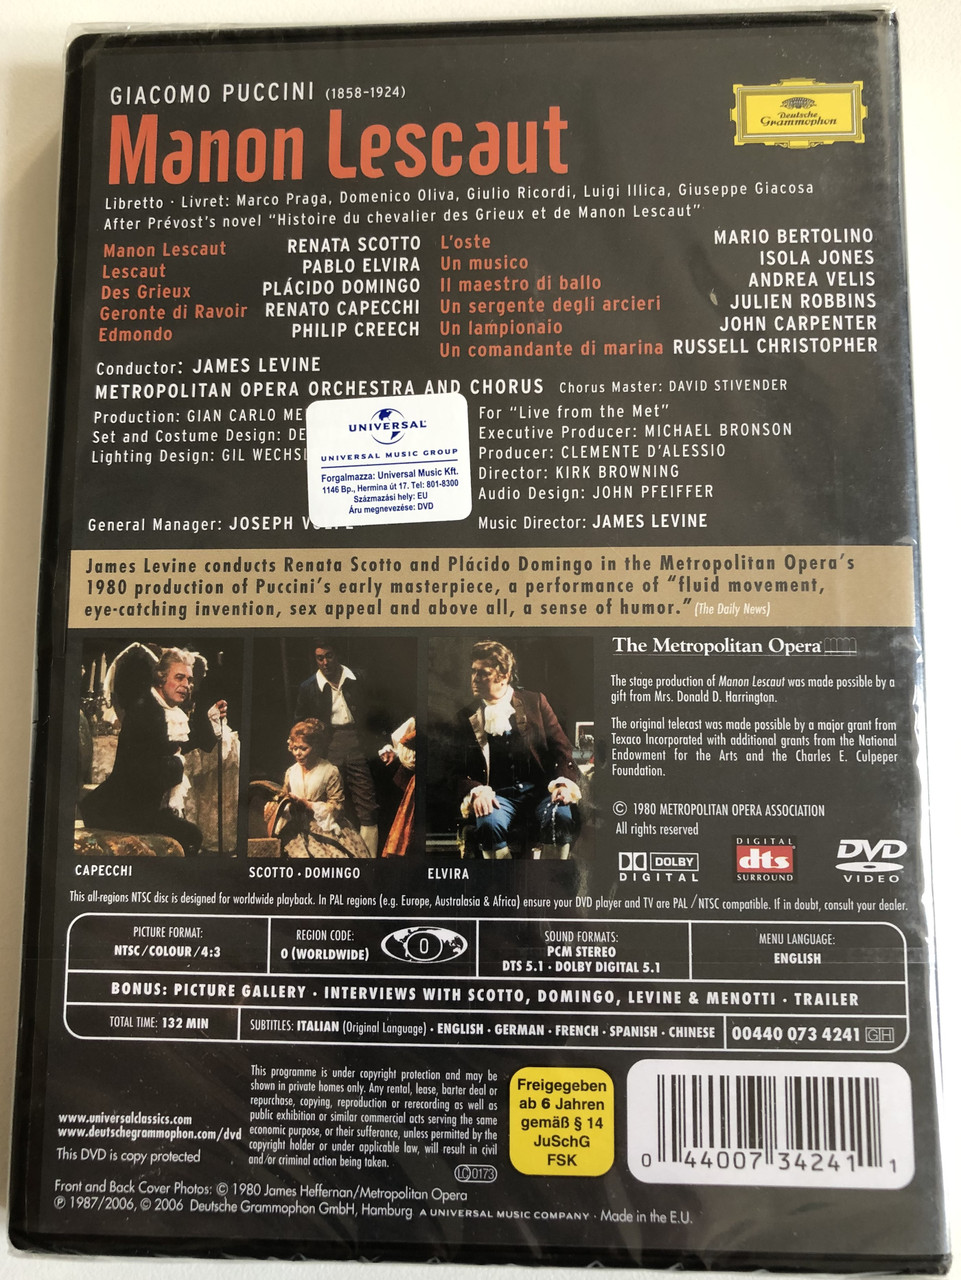 GIACOMO PUCCINI (1858-1924)
Deutsche
Grammophon
Manon Lescaut
Libretto · Livret: Marco Praga, Domenico Oliva, Giulio Ricordi, Luigi Illica, Giuseppe Giacosa
After Prévost's novel "Histoire du chevalier des Grieux et de Manon Lescaut"
Manon Lescaut RENATA SCOTTO
Lescaut PABLO ELVIRA
Des Grieux PLÁCIDO DOMINGO
Geronte di Ravoir RENATO CAPECCHI
Edmondo PHILIP CREECH
L'oste MARIO BERTOLINO
Un musico ISOLA JONES
Il maestro di ballo ANDREA VELIS
Un sergente degli arcieri JULIEN ROBBINS
Un lampionaio JOHN CARPENTER
Un comandante di marina RUSSELL CHRISTOPHER
Conductor: JAMES LEVINE
METROPOLITAN OPERA ORCHESTRA AND CHORUS Chorus Master: DAVID STIVENDER
Production: GIAN CARLO
Set and Costume Design:
Lighting Design: GIL
General Manager: JOSEPH
UNIVERSAL
UNIVERSAL MUSIC GROUP
Forgalmazza: Universal Music Kft.
1146 Bp., Hermina út 17. Tel: 801-8300
Százmazási hely: EU
Áru megnevezése: DVD
For "Live from the Met"
Executive Producer: MICHAEL BRONSON
Producer: CLEMENTE D'ALESSIO
Director: KIRK BROWNING
Audio Design: JOHN PFEIFFER
Music Director: JAMES LEVINE
James Levine conducts Renata Scotto and Plácido Domingo in the Metropolitan Opera's
1980 production of Puccini's early masterpiece, a performance of "fluid movement,
eye-catching invention, sex appeal and above all, a sense of humor." (The Daily News)
CAPECCHI
SCOTTO · DOMINGO
ELVIRA
The Metropolitan Opera
The stage production of Manon Lescaut was made possible by a
gift from Mrs. Donald D. Harrington.
The original telecast was made possible by a major grant from
Texaco Incorporated with additional grants from the National
Endowment for the Arts and the Charles E. Culpeper
Foundation.
© 1980 METROPOLITAN OPERA ASSOCIATION
All rights reserved
DOLBY
DIGITAL
DIGITAL
dts
SURROUND
DVD
VIDEO
This all-regions NTSC disc is designed for worldwide playback. In PAL regions (e.g. Europe, Australasia & Africa) ensure your DVD player and TV are PAL/NTSC compatible. If in doubt, consult your dealer.
PICTURE FORMAT:
NTSC/COLOUR/4:3
REGION CODE:
0 (WORLDWIDE)
0
SOUND FORMATS:
PCM STEREO
DTS 5.1 · DOLBY DIGITAL 5.1
MENU LANGUAGE:
ENGLISH
BONUS: PICTURE GALLERY · INTERVIEWS WITH SCOTTO, DOMINGO, LEVINE & MENOTTI · TRAILER
TOTAL TIME: 132 MIN
SUBTITLES: ITALIAN (Original Language) · ENGLISH · GERMAN · FRENCH · SPANISH · CHINESE
00440 073 4241 GH
This programme is under copyright protection and may be
shown in private homes only. Any rental, lease, barter deal or
repurchase, copying, reproduction or rerecording as well as
public exhibition or similar commercial acts serving the same
economic purpose, or their sufferance, unless permitted by the
copyright holder or under applicable law, will result in civil
and/or criminal action being taken.
www.universalclassics.com
www.deutschegrammophon.com/dvd
This DVD is copy protected
LC 0173
Freigegeben
ab 6 Jahren
gemäß § 14
JuSchG
FSK
0 44007 34241 1
Front and Back Cover Photos: © 1980 James Heffernan/Metropolitan Opera
℗ 1987/2006, © 2006 Deutsche Grammophon GmbH, Hamburg A UNIVERSAL MUSIC COMPANY · Made in the E.U.